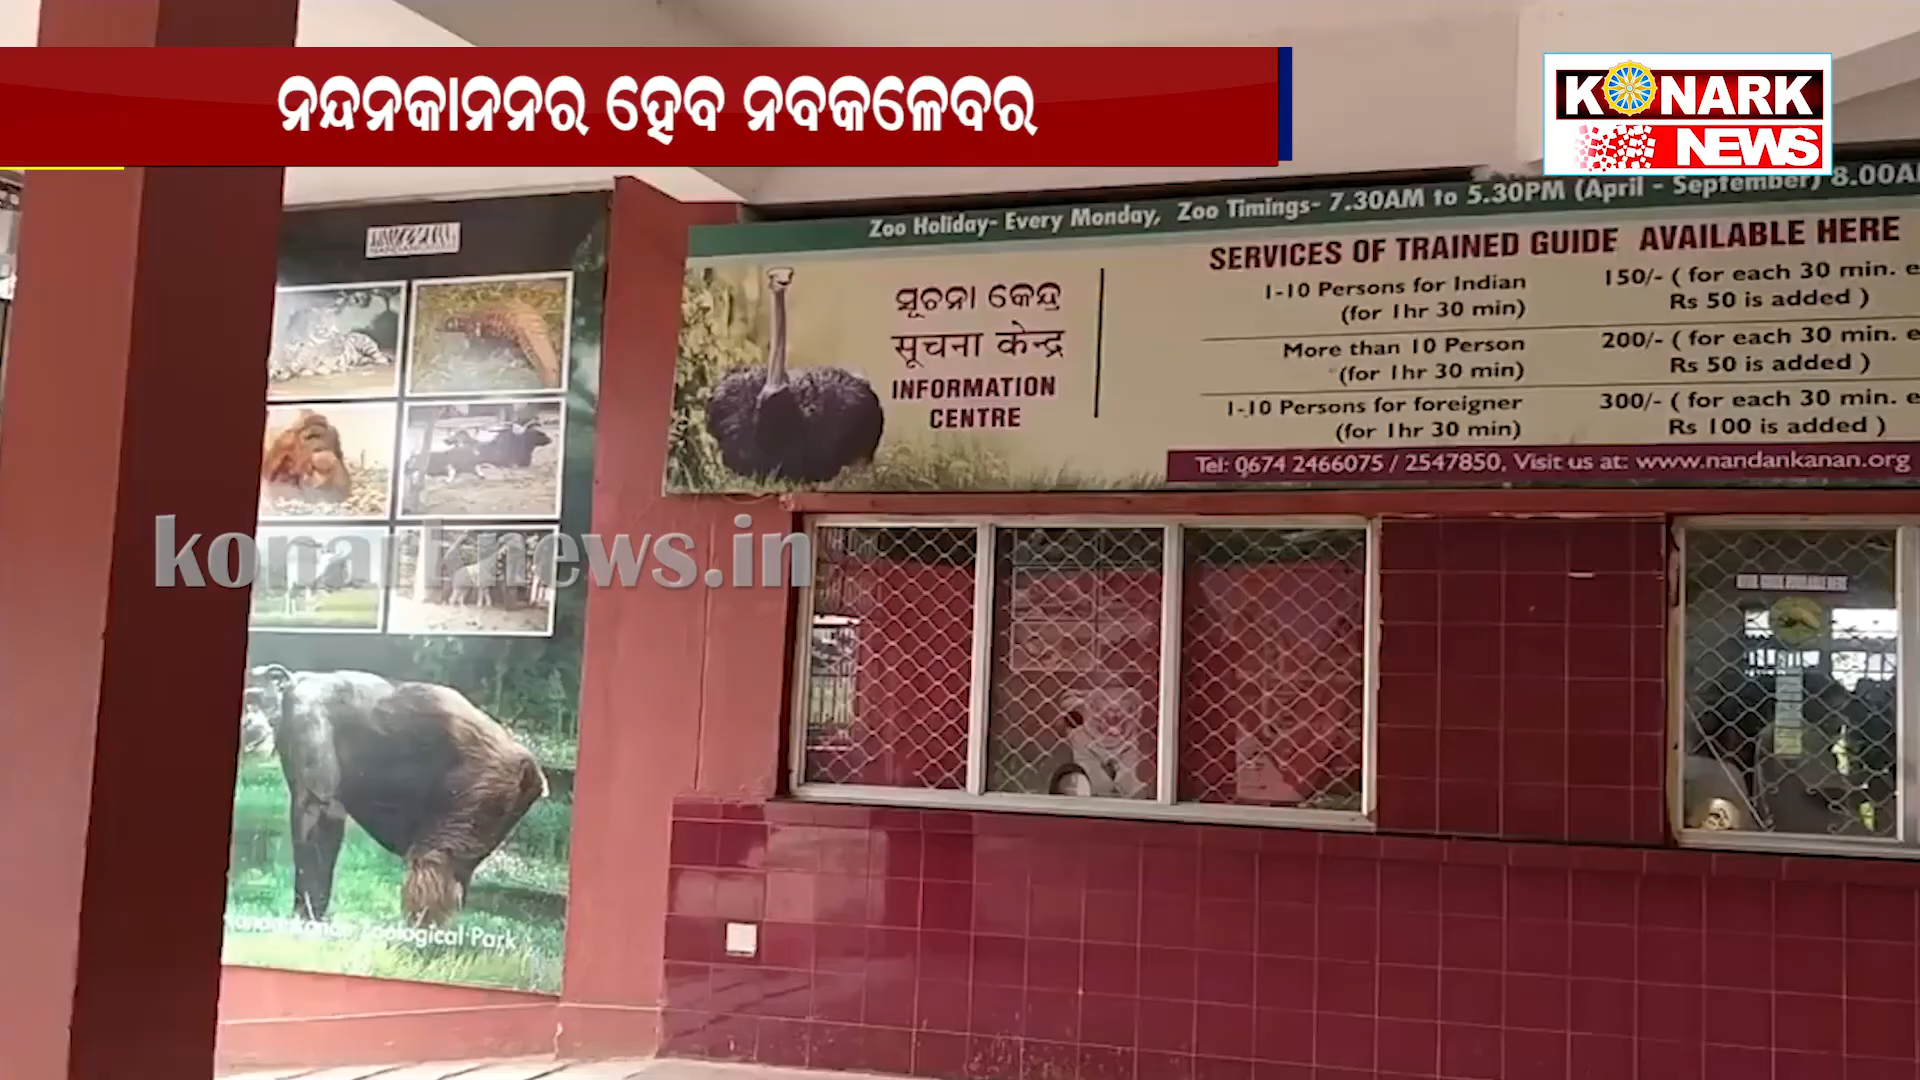 ନନ୍ଦନକାନନର ହେବ ନବକଳେବର
KONARK
NEWS
Zoo Holiday- Every Monday, Zoo Timings- 7.30AM to 5.30PM (April - September) 8.00A
SERVICES OF TRAINED GUIDE AVAILABLE HERE
ସୂଚନା କେନ୍ଦ୍ର
सूचना केन्द्र
INFORMATION
CENTRE
1-10 Persons for Indian
(for 1hr 30 min)
150/- ( for each 30 min. e
Rs 50 is added )
More than 10 Person
(for 1hr 30 min)
200/- ( for each 30 min. e
Rs 50 is added )
1-10 Persons for foreigner
(for 1hr 30 min)
300/- ( for each 30 min. e
Rs 100 is added )
Tel: 0674 2466075 / 2547850, Visit us at: www.nandankanan.org
konarknews.in
Zoological Park